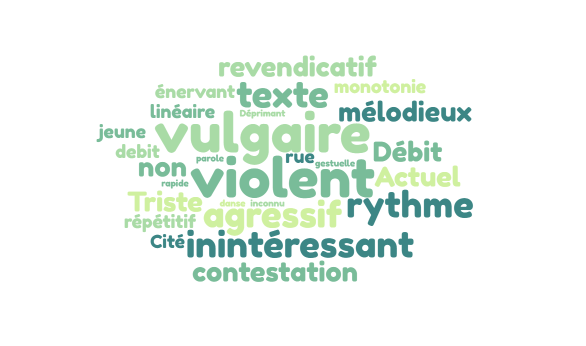 revendicatif
énervant texte monotonie
linéaire Déprimant mélodieux
jeune vulgaire
debit parole rue gestuelle Débit
non violent Actuel
rapide
Triste danse inconnu rythme
répétitif agressif
Cité inintéressant
contestation